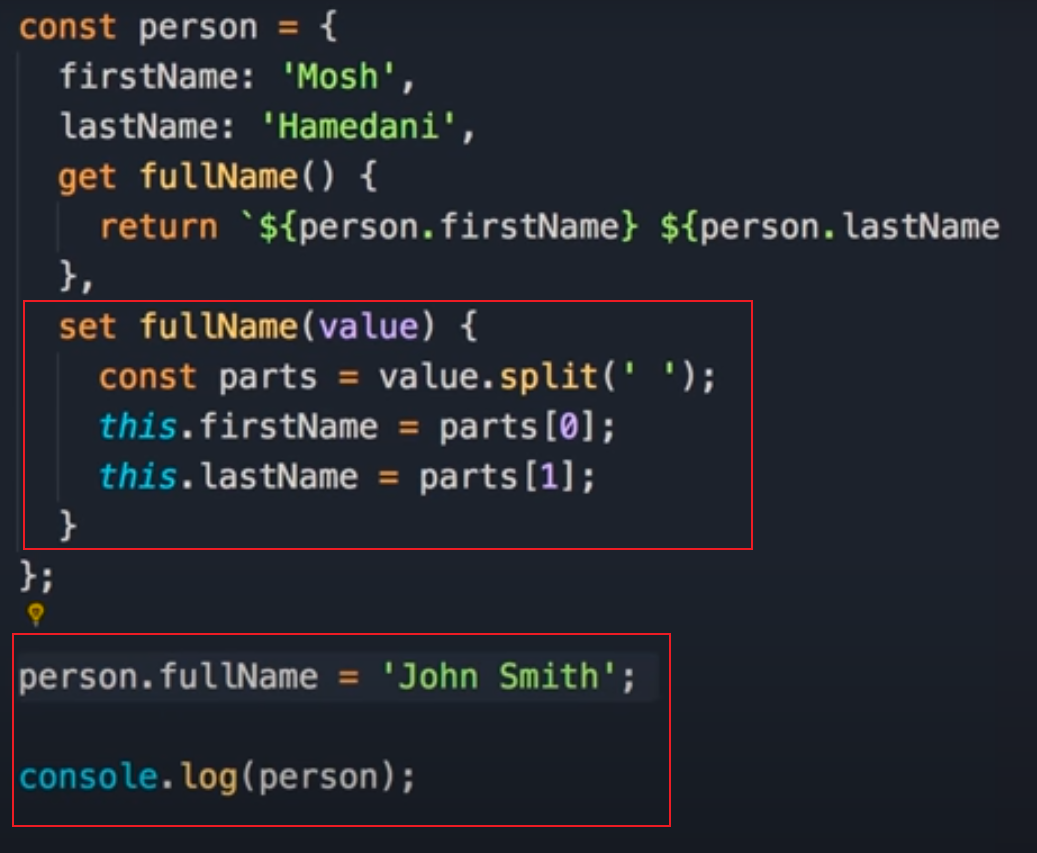 const person = {
firstName: 'Mosh',
lastName: 'Hamedani',
get fullName() {
return `${person.firstName} ${person.lastName
},
set fullName(value) {
const parts = value.split(' ');
this.firstName = parts[0];
this.lastName = parts[1];
}
};
person.fullName = 'John Smith';
console.log(person);